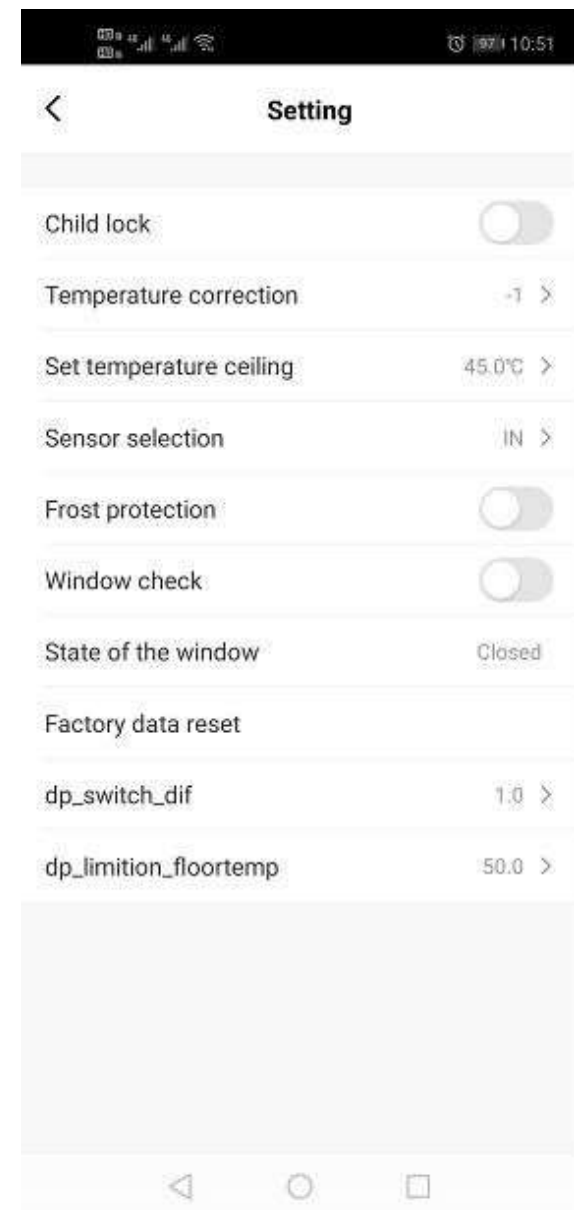 97 10:51
Setting
Child lock
Temperature correction -1
Set temperature ceiling 45.0℃
Sensor selection IN
Frost protection
Window check
State of the window Closed
Factory data reset
dp_switch_dif 1.0
dp_limition_floortemp 50.0